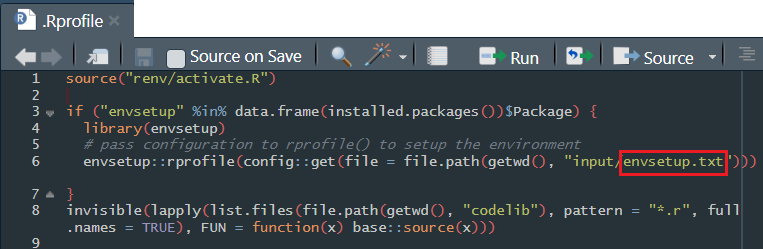 .Rprofile
Source on Save Run Source
1 source("renv/activate.R")
2
3 if ("envsetup" %in% data.frame(installed.packages())$Package) {
4 library(envsetup)
5 # pass configuration to rprofile() to setup the environment
6 envsetup::rprofile(config::get(file = file.path(getwd(), "input/envsetup.txt")))
7 }
8 invisible(lapply(list.files(file.path(getwd(), "codelib"), pattern = "*.r", full
.names = TRUE), FUN = function(x) base::source(x)))
9